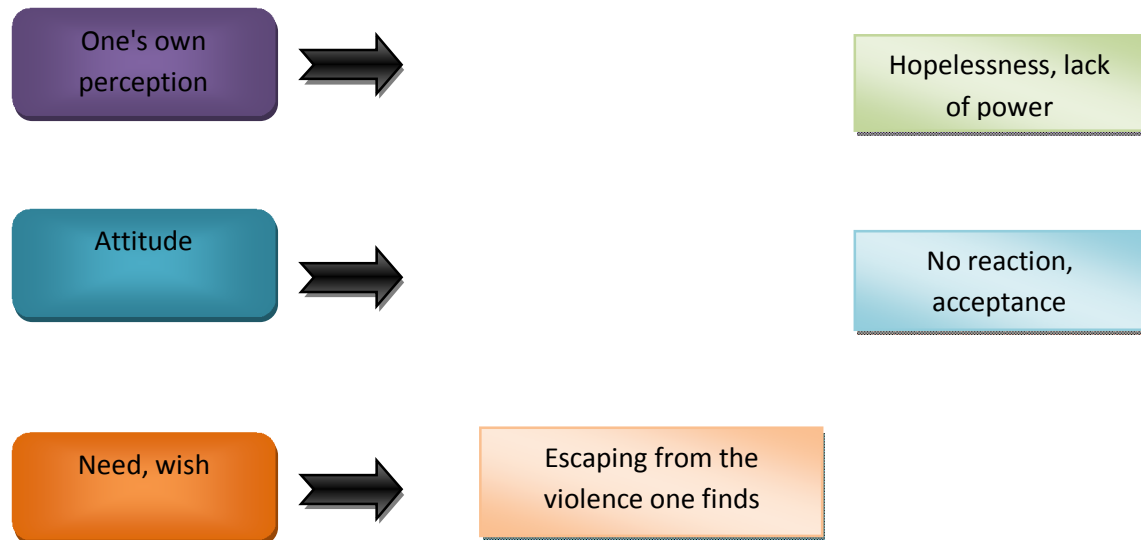 One's own
perception
Hopelessness, lack
of power
Attitude
No reaction,
acceptance
Need, wish
Escaping from the
violence one finds